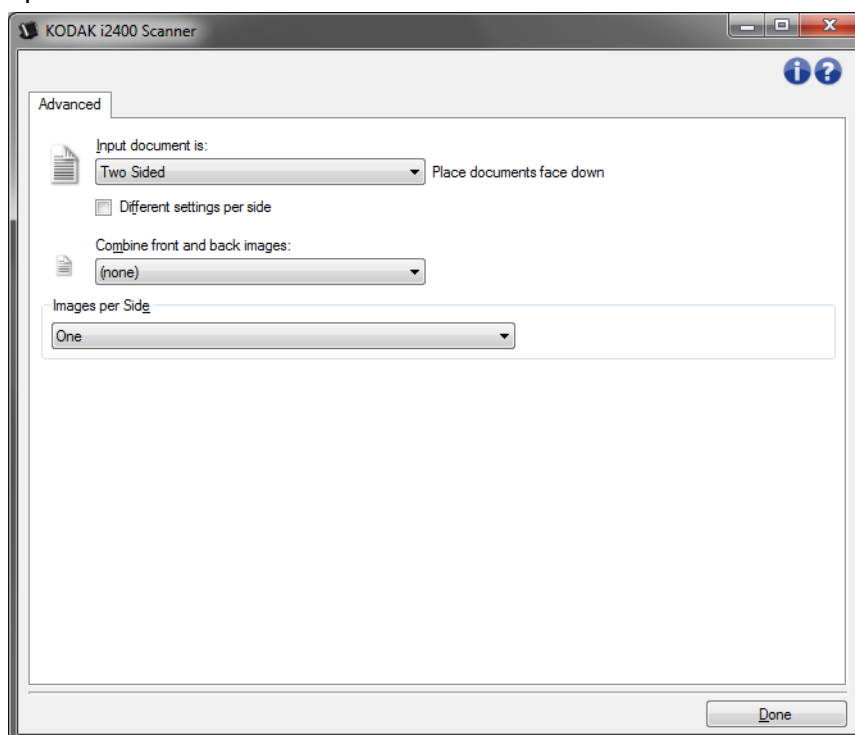 KODAK i2400 Scanner
Advanced
Input document is:
Two Sided
Place documents face down
Different settings per side
Combine front and back images:
(none)
Images per Side
One
Done